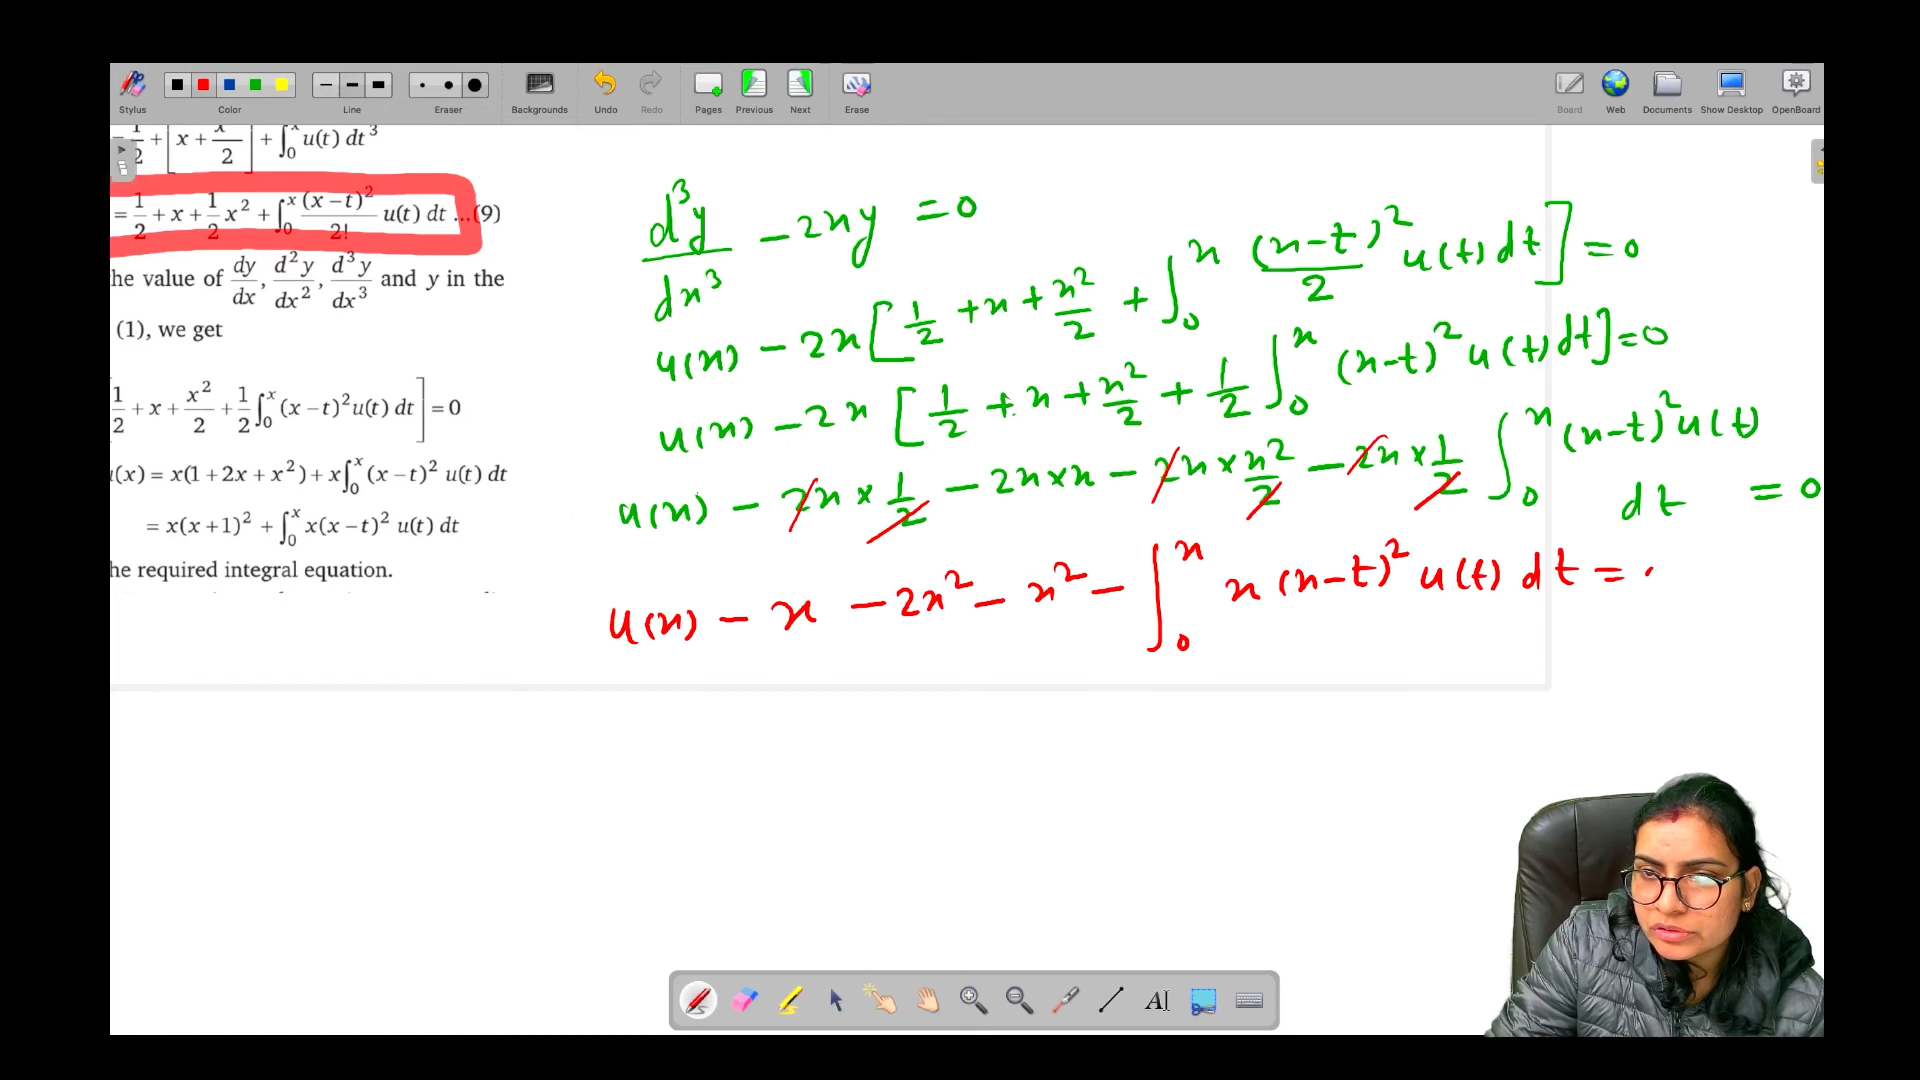 Stylus Color Line Eraser Backgrounds Undo Redo Pages Previous Next Erase Board Web Documents Show Desktop OpenBoard
1/2 + [x + x/2] + ∫₀ˣ u(t) dt³
= 1/2 + x + 1/2 x² + ∫₀ˣ (x−t)²/2! u(t) dt ...(9)
he value of dy/dx, d²y/dx², d³y/dx³ and y in the
(1), we get
1/2 + x + x²/2 + 1/2 ∫₀ˣ (x−t)² u(t) dt ] = 0
(x) = x(1+2x+x²) + x∫₀ˣ (x−t)² u(t) dt
= x(x+1)² + ∫₀ˣ x(x−t)² u(t) dt
he required integral equation.
d³y/dx³ − 2xy = 0
u(x) − 2x [ 1/2 + x + x²/2 + ∫₀ˣ (x−t)²/2 u(t) dt ] = 0
u(x) − 2x [ 1/2 + x + x²/2 + 1/2 ∫₀ˣ (x−t)² u(t) dt ] = 0
u(x) − 2x × 1/2 − 2x×x − 2x × x²/2 − 2x × 1/2 ∫₀ˣ (x−t)² u(t)
dt = 0
u(x) − x − 2x² − x² − ∫₀ˣ x (x−t)² u(t) dt =